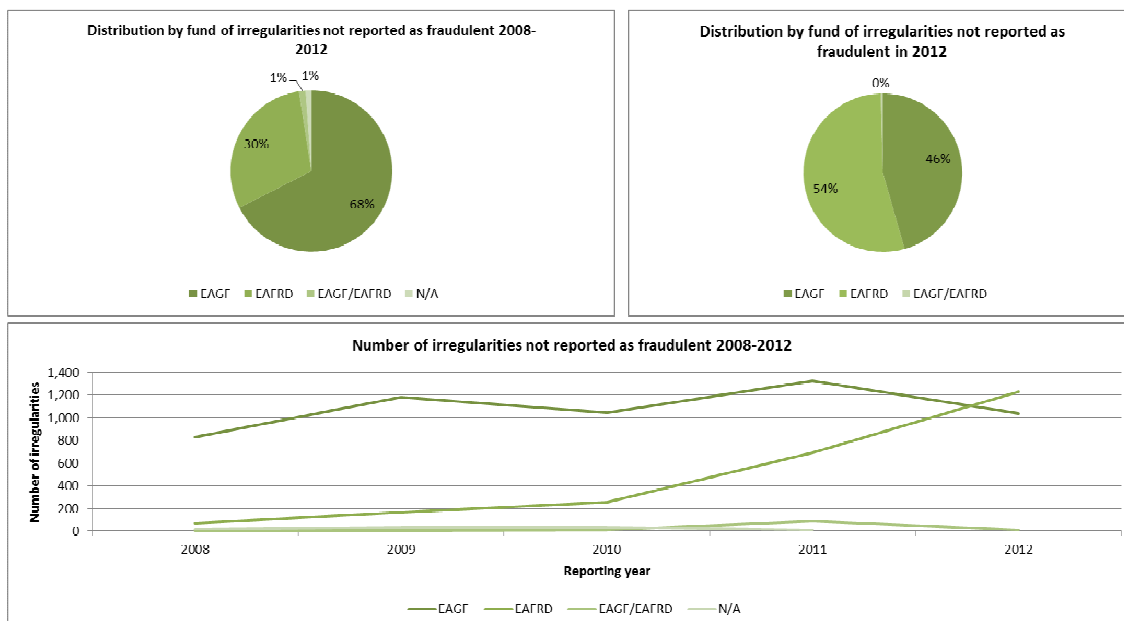 Distribution by fund of irregularities not reported as fraudulent 2008-
2012
1% 1%
30%
68%
EAGF EAFRD EAGF/EAFRD N/A
Distribution by fund of irregularities not reported as
fraudulent in 2012
0%
46%
54%
EAGF EAFRD EAGF/EAFRD
Number of irregularities not reported as fraudulent 2008-2012
Number of irregularities
1,400
1,200
1,000
800
600
400
200
0
2008 2009 2010 2011 2012
Reporting year
EAGF EAFRD EAGF/EAFRD N/A